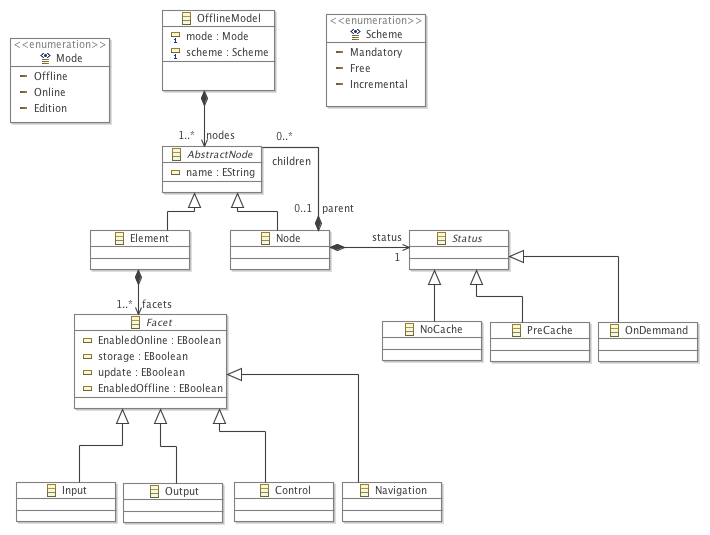 OfflineModel
mode : Mode
scheme : Scheme
<<enumeration>>
Scheme
Mandatory
Free
Incremental
<<enumeration>>
Mode
Offline
Online
Edition
1..* nodes
0..*
children
AbstractNode
name : EString
0..1 parent
Element
Node
status
1
Status
1..* facets
Facet
EnabledOnline : EBoolean
storage : EBoolean
update : EBoolean
EnabledOffline : EBoolean
NoCache
PreCache
OnDemmand
Input
Output
Control
Navigation